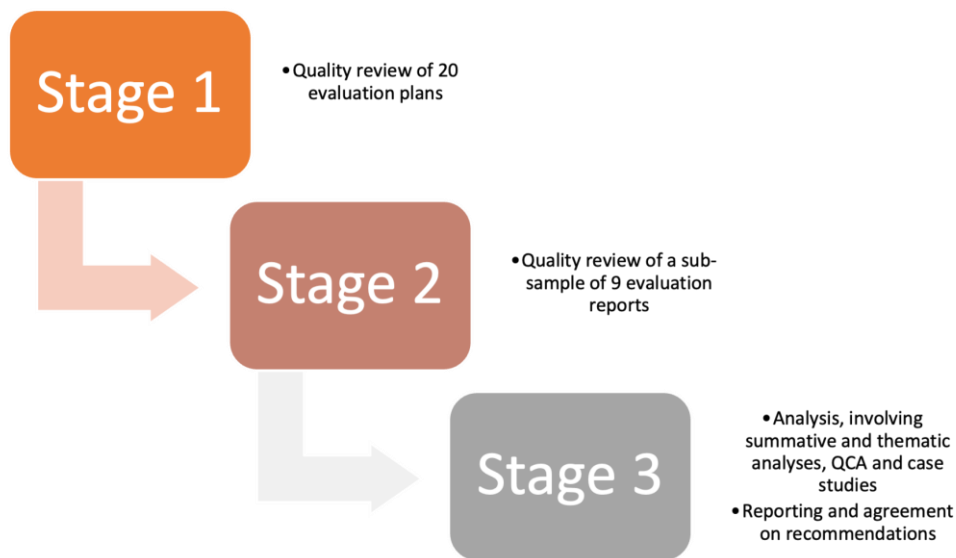 Stage 1
•Quality review of 20
evaluation plans
Stage 2
•Quality review of a sub-
sample of 9 evaluation
reports
Stage 3
•Analysis, involving
summative and thematic
analyses, QCA and case
studies
•Reporting and agreement
on recommendations